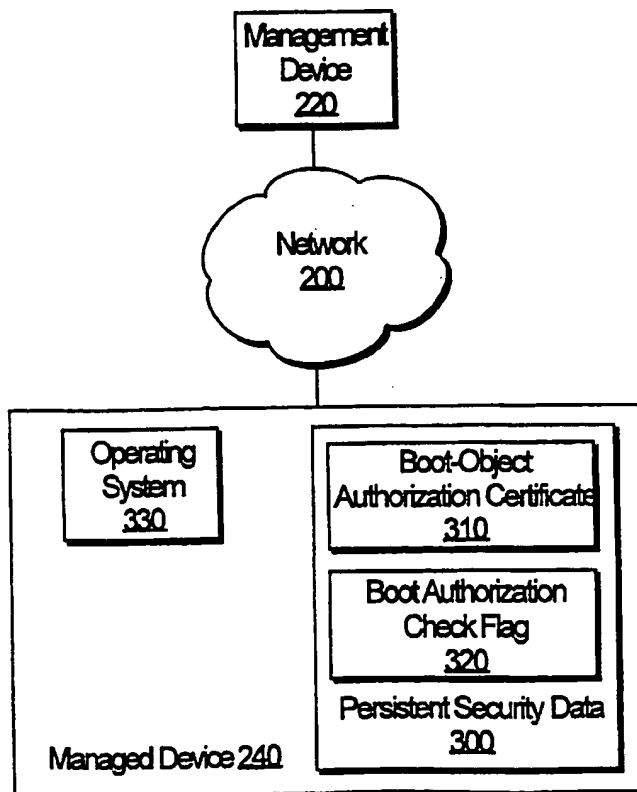 Management
Device
220
Network
200
Operating
System
330
Boot-Object
Authorization Certificate
310
Boot Authorization
Check Flag
320
Persistent Security Data
300
Managed Device 240